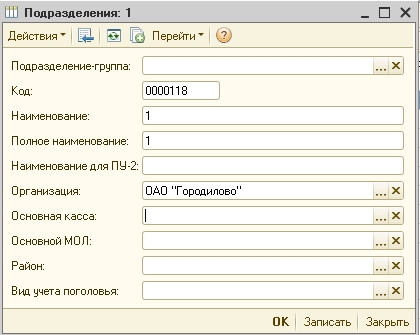 Подразделения: 1
Действия Перейти ?
Подразделение-группа: ... ×
Код: 0000118
Наименование: 1
Полное наименование: 1
Наименование для ПУ-2:
Организация: ОАО "Городилово" ... ×
Основная касса: ... ×
Основной МОЛ: ... ×
Район: ... ×
Вид учета поголовья: ... ×
OK Записать Закрыть